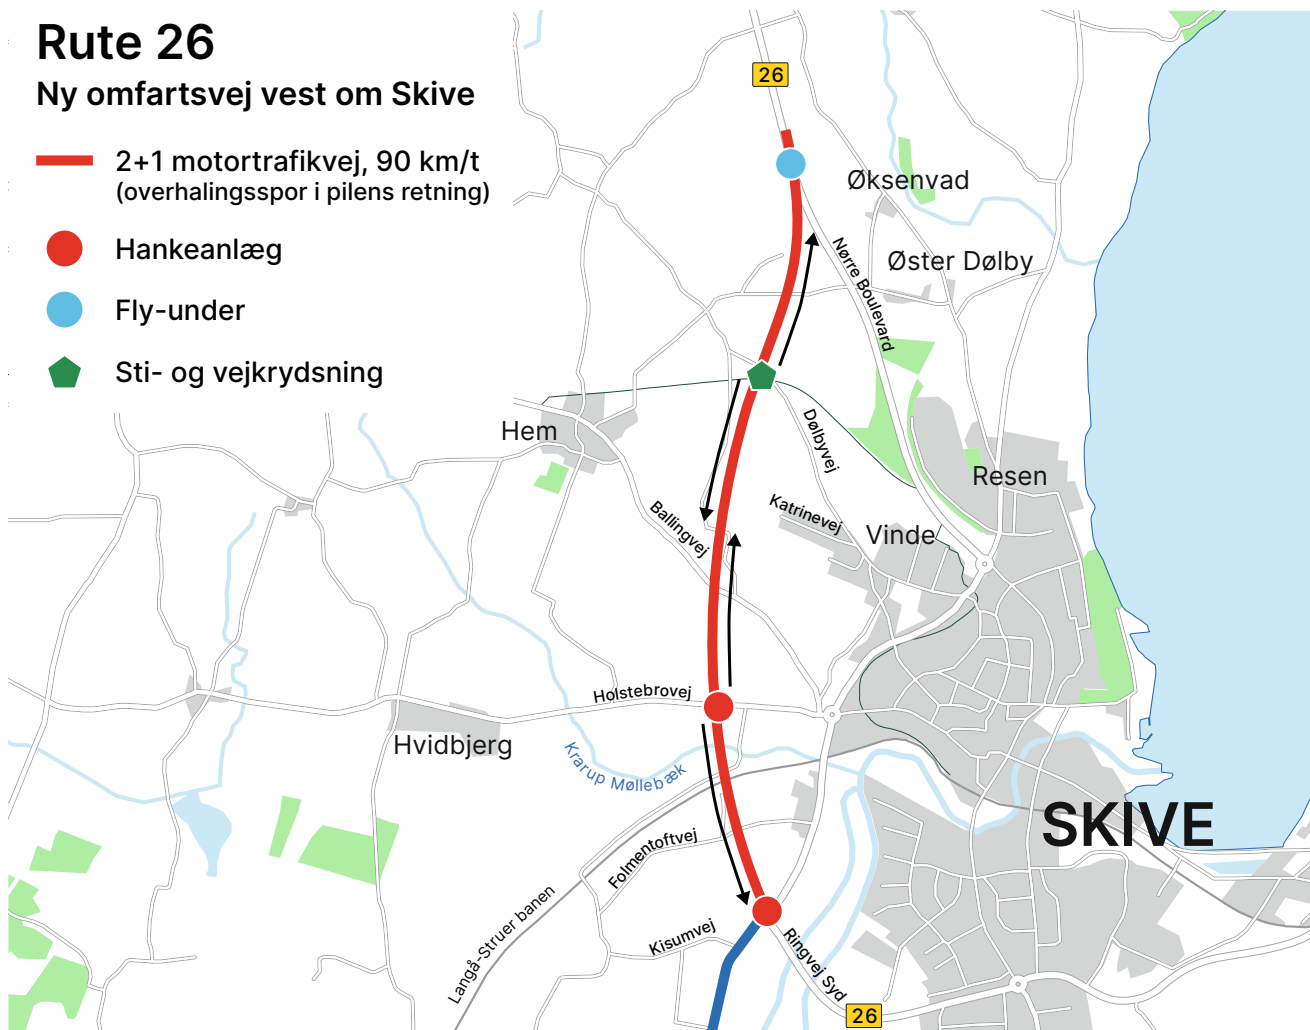 Rute 26
Ny omfartsvej vest om Skive
2+1 motortrafikvej, 90 km/t
(overhalingsspor i pilens retning)
Hankeanlæg
Fly-under
Sti- og vejkrydsning
26
Øksenvad
Øster Dølby
Nørre Boulevard
Hem
Dølbyvej
Resen
Katrinevej
Ballingvej
Vinde
Holstebrovej
Hvidbjerg
Krarup Møllebæk
SKIVE
Folmentoftvej
Langå-Struer banen
Kisumvej
Ringvej Syd
26